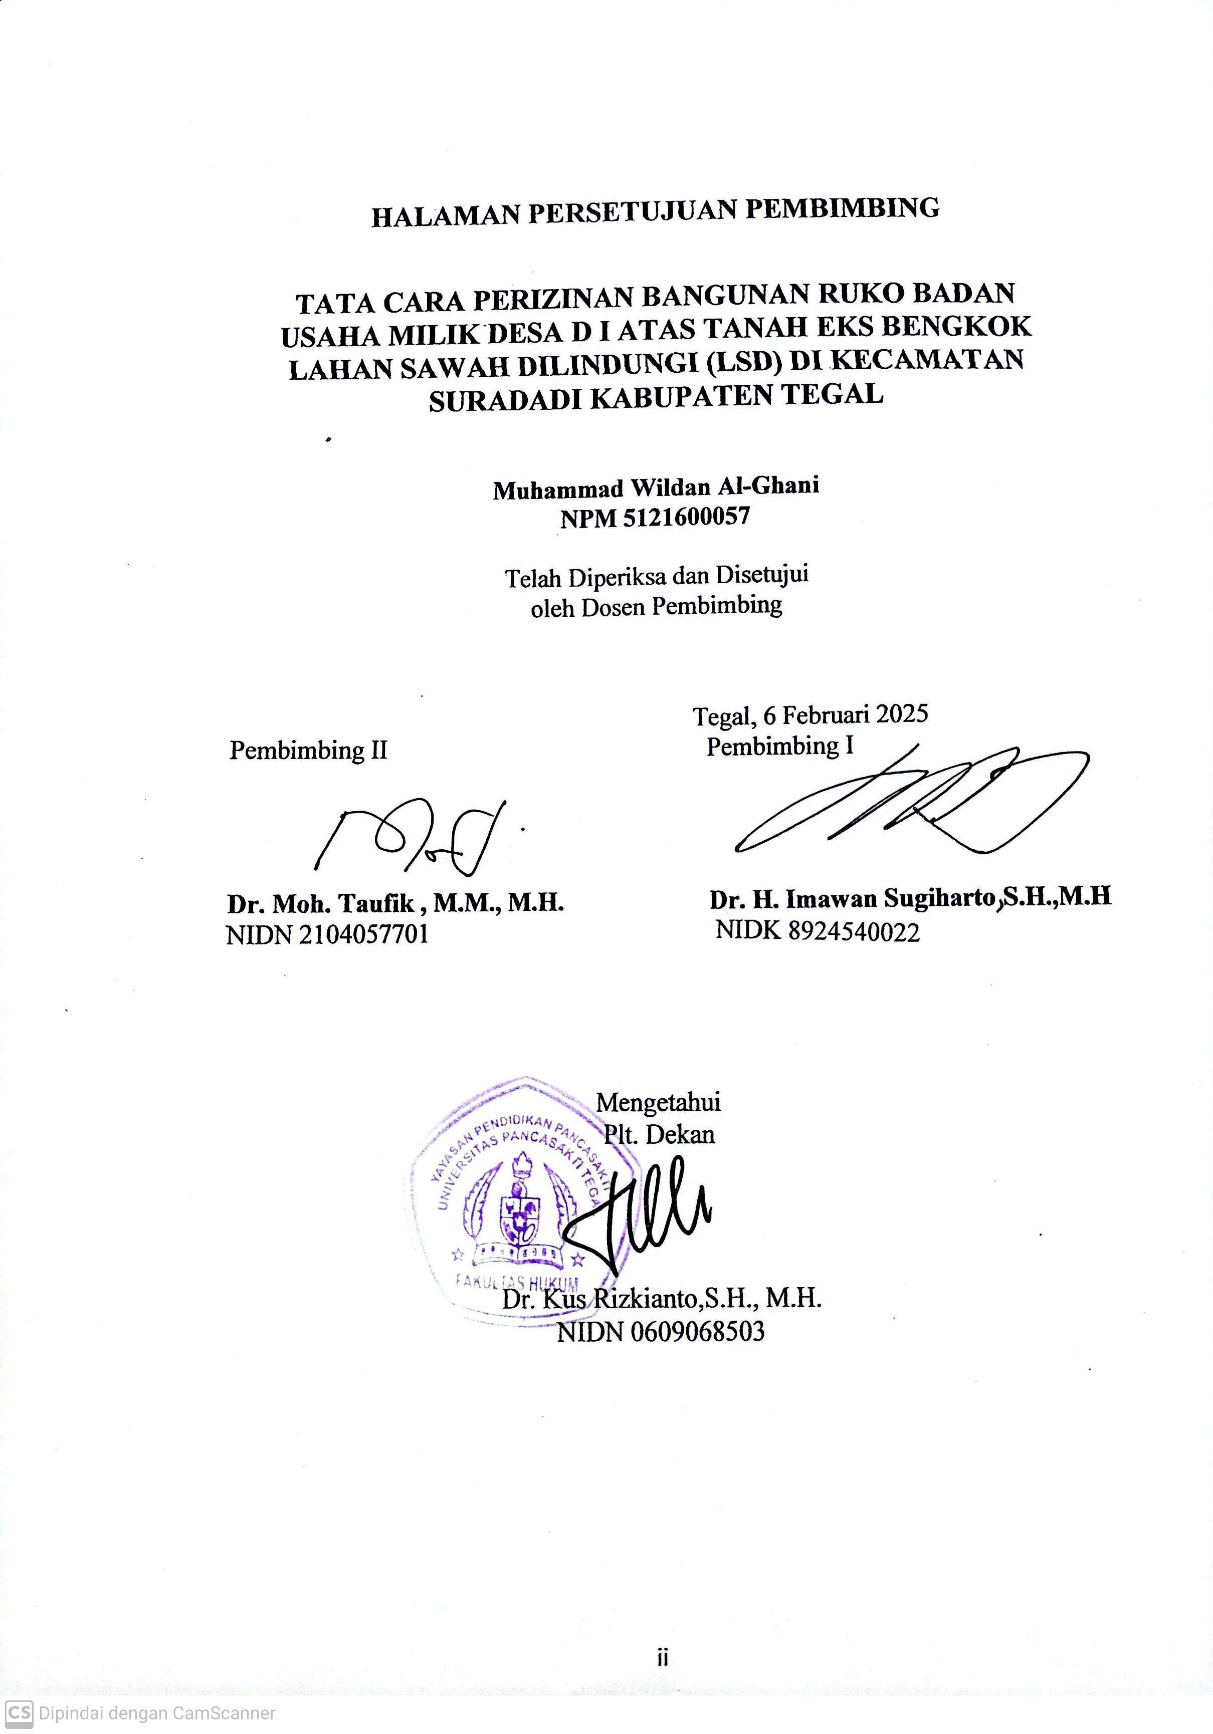 HALAMAN PERSETUJUAN PEMBIMBING
TATA CARA PERIZINAN BANGUNAN RUKO BADAN
USAHA MILIK DESA D I ATAS TANAH EKS BENGKOK
LAHAN SAWAH DILINDUNGI (LSD) DI KECAMATAN
SURADADI KABUPATEN TEGAL
Muhammad Wildan Al-Ghani
NPM 5121600057
Telah Diperiksa dan Disetujui
oleh Dosen Pembimbing
Tegal, 6 Februari 2025
Pembimbing II
Pembimbing I
Dr. Moh. Taufik , M.M., M.H.
NIDN 2104057701
Dr. H. Imawan Sugiharto,S.H.,M.H
NIDK 8924540022
Mengetahui
Plt. Dekan
YAYASAN PENDIDIKAN PANCASAKTI
UNIVERSITAS PANCASAKTI TEGAL
FAKULTAS HUKUM
Dr. Kus Rizkianto,S.H., M.H.
NIDN 0609068503
ii
CS Dipindai dengan CamScanner